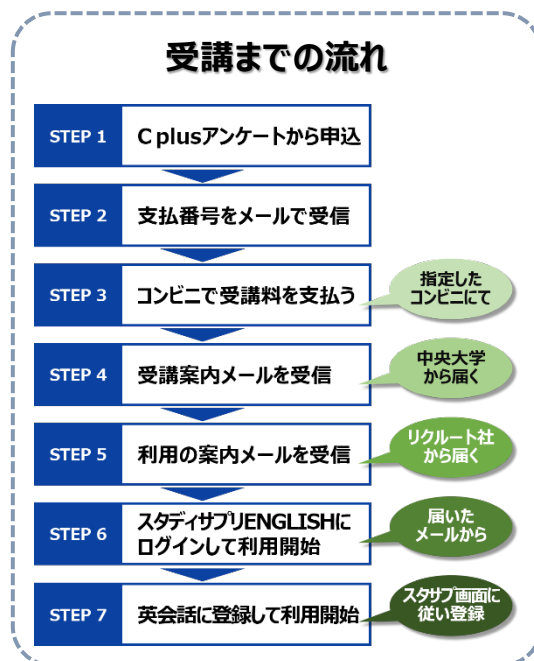 受講までの流れ
STEP 1
C plusアンケートから申込
STEP 2
支払番号をメールで受信
STEP 3
コンビニで受講料を支払う
指定した
コンビニにて
STEP 4
受講案内メールを受信
中央大学
から届く
STEP 5
利用の案内メールを受信
リクルート社
から届く
STEP 6
スタディサプリENGLISHに
ログインして利用開始
届いた
メールから
STEP 7
英会話に登録して利用開始
スタサプ画面に
従い登録